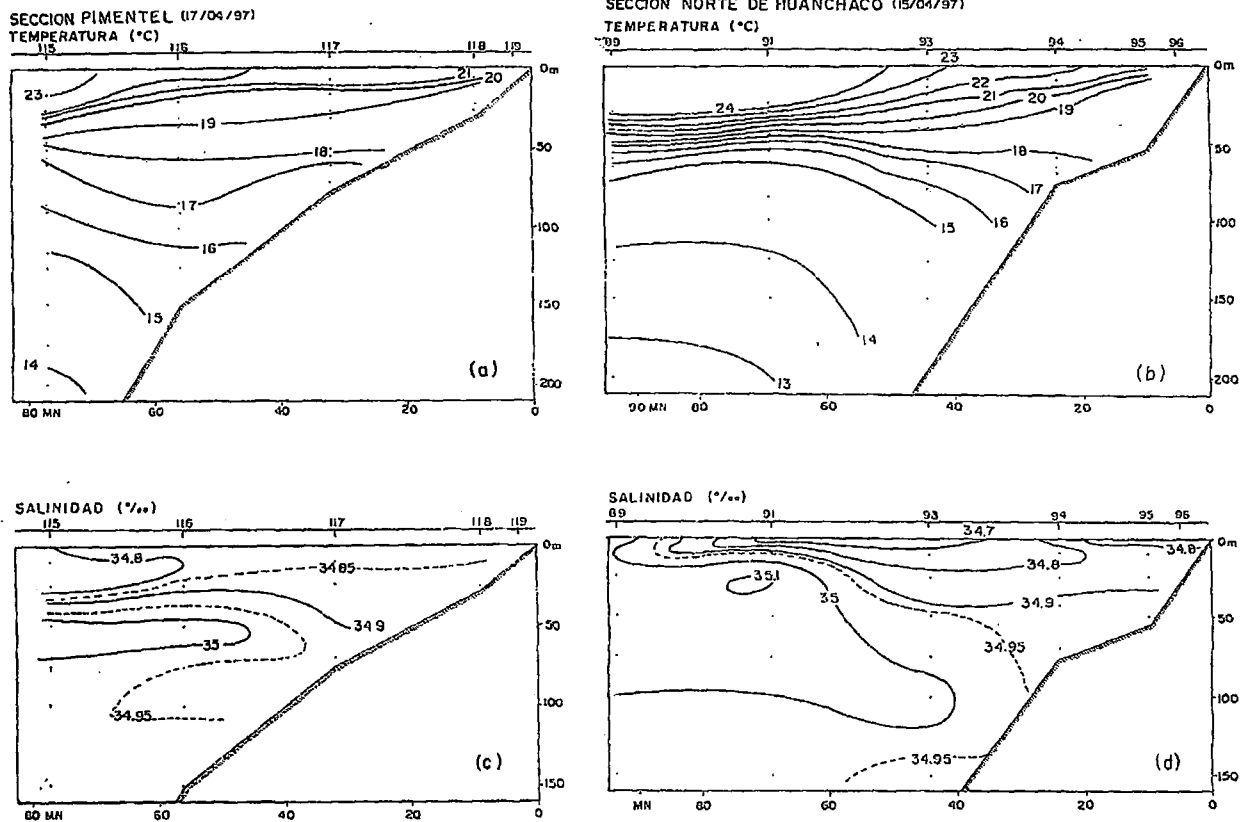 SECCION PIMENTEL (17/04/97)
TEMPERATURA (°C)
115 116 117 118 119
23 21 20 0m
19
18 50
17
16 100
15 150
14 (a) 200
80 MN 60 40 20 0
SECCION NORTE DE HUANCHACO (15/04/97)
TEMPERATURA (°C)
89 91 93 94 95 96
23 0m
24 22 21 20 19
18 50
17
15 16 100
14 150
13 (b) 200
90 MN 80 60 40 20 0
SALINIDAD (°/oo)
115 116 117 118 119
34.8 34.85 0m
35 34.9 50
34.95 100
(c) 150
80 MN 60 40 20 0
SALINIDAD (°/oo)
89 91 93 94 95 96
34.7 0m
34.8 34.8
35.1 35 34.9
50
34.95
100
34.95 (d) 150
MN 80 60 40 20 0